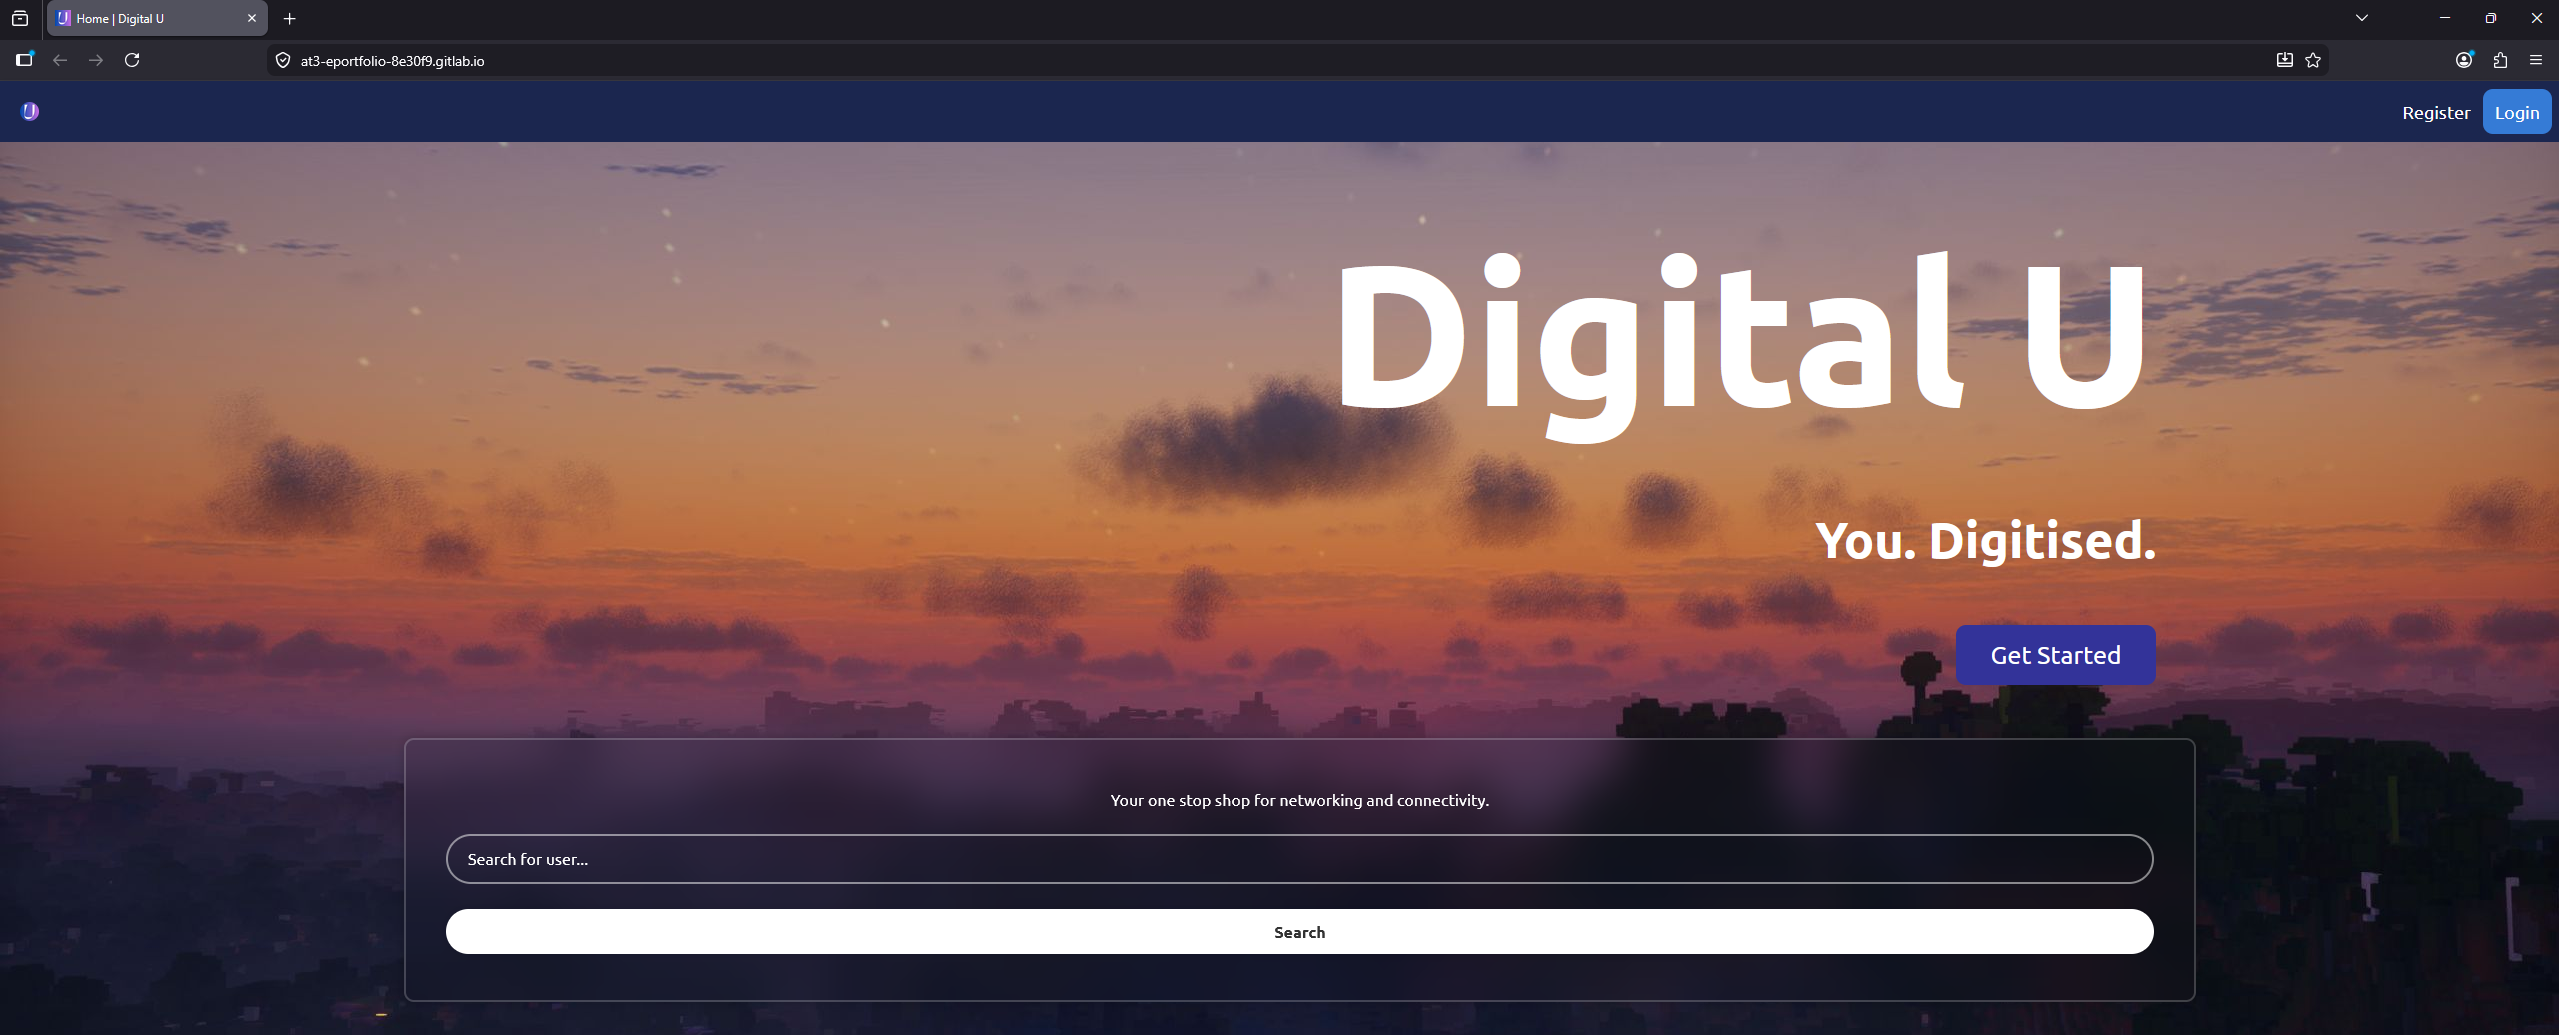 Home | Digital U
at3-eportfolio-8e30f9.gitlab.io
U
Register
Login
Digital U
You. Digitised.
Get Started
Your one stop shop for networking and connectivity.
Search for user...
Search